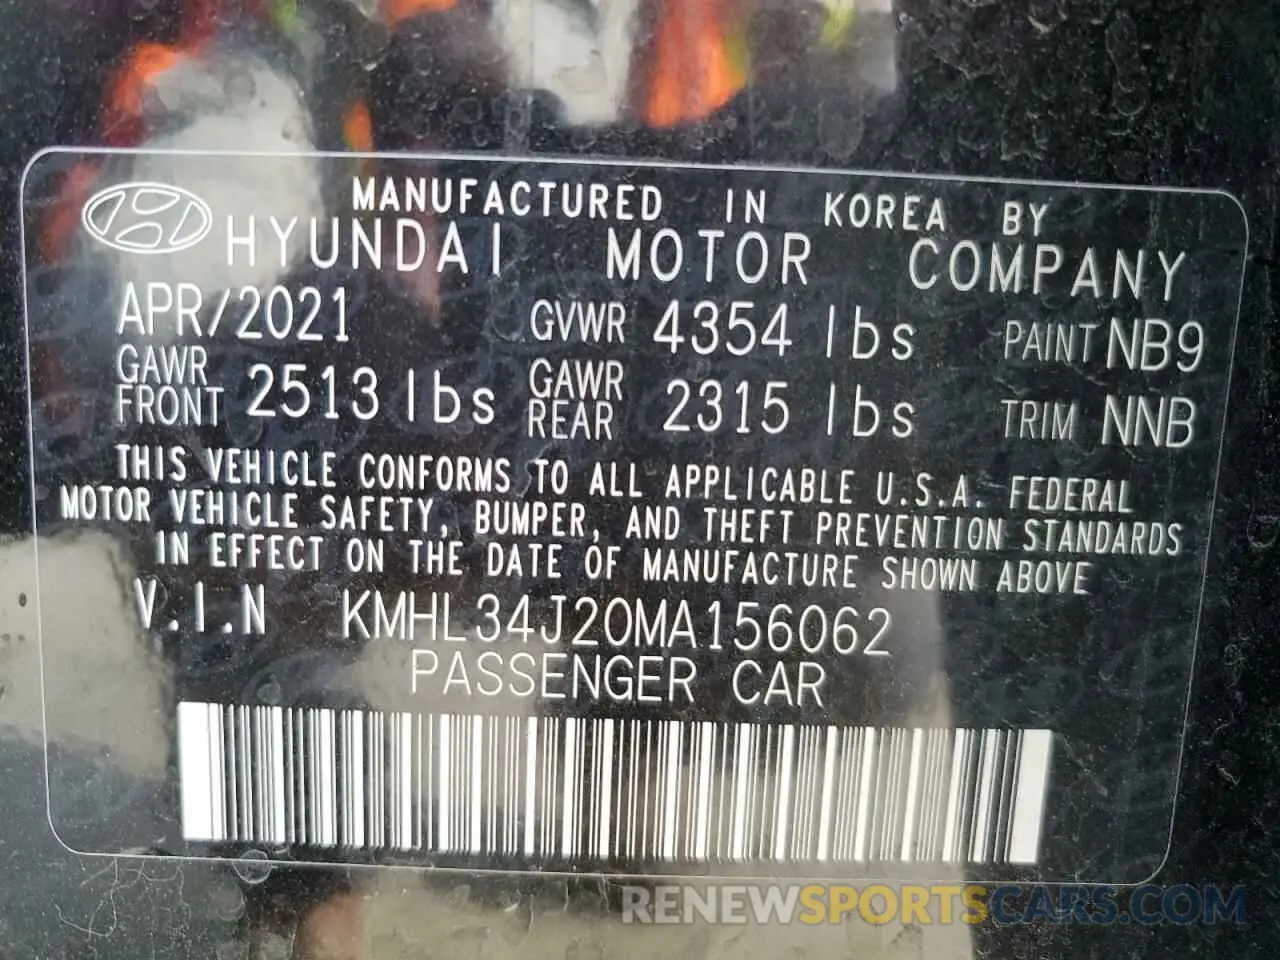 MANUFACTURED IN KOREA BY
HYUNDAI MOTOR COMPANY
APR/2021 GVWR 4354 lbs PAINT NB9
GAWR FRONT 2513 lbs GAWR REAR 2315 lbs TRIM NNB
THIS VEHICLE CONFORMS TO ALL APPLICABLE U.S.A. FEDERAL
MOTOR VEHICLE SAFETY, BUMPER, AND THEFT PREVENTION STANDARDS
IN EFFECT ON THE DATE OF MANUFACTURE SHOWN ABOVE
V.I.N KMHL34J20MA156062
PASSENGER CAR
RENEWSPORTSCARS.COM